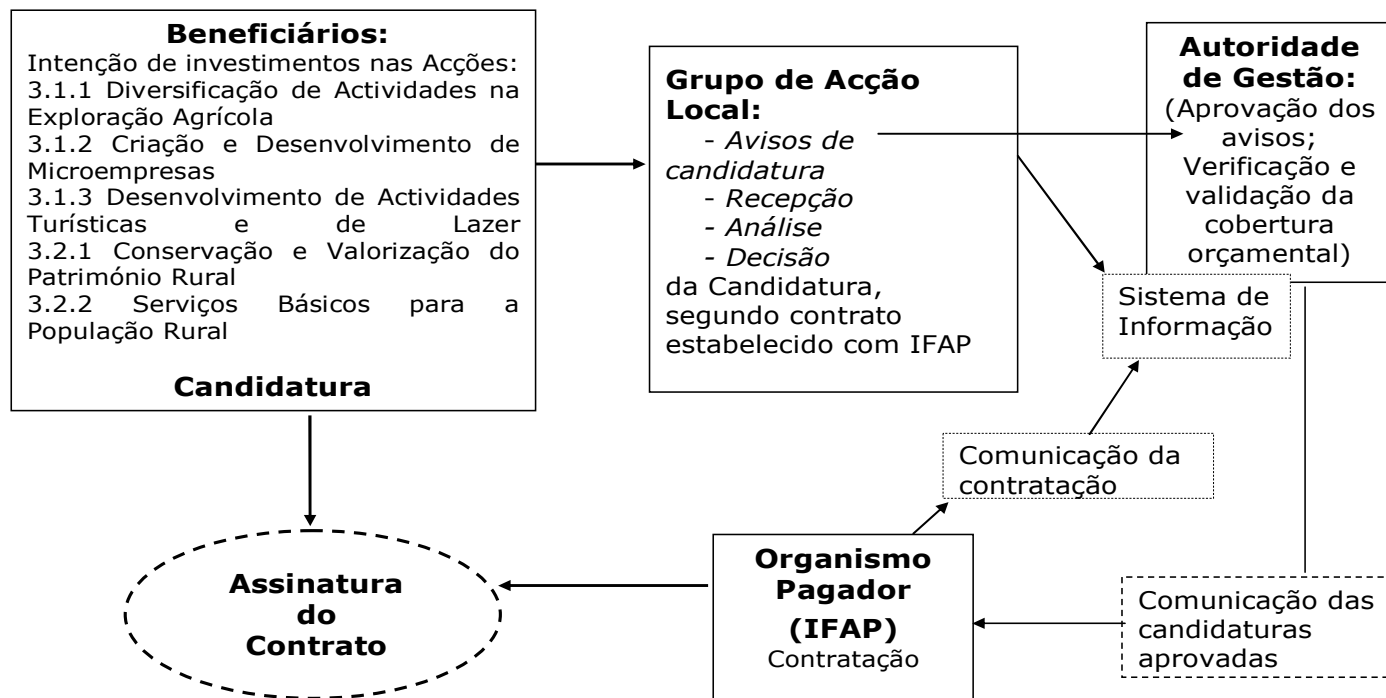 Beneficiários:
Intenção de investimentos nas Acções:
3.1.1 Diversificação de Actividades na
Exploração Agrícola
3.1.2 Criação e Desenvolvimento de
Microempresas
3.1.3 Desenvolvimento de Actividades
Turísticas e de Lazer
3.2.1 Conservação e Valorização do
Património Rural
3.2.2 Serviços Básicos para a
População Rural
Candidatura
Grupo de Acção
Local:
- Avisos de
candidatura
- Recepção
- Análise
- Decisão
da Candidatura,
segundo contrato
estabelecido com IFAP
Autoridade
de Gestão:
(Aprovação dos
avisos;
Verificação e
validação da
cobertura
orçamental)
Sistema de
Informação
Comunicação da
contratação
Assinatura
do
Contrato
Organismo
Pagador
(IFAP)
Contratação
Comunicação das
candidaturas
aprovadas